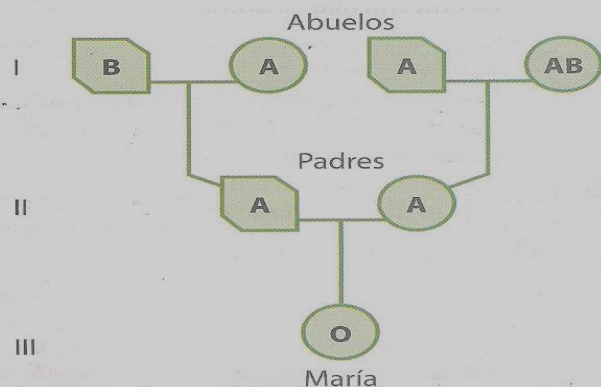 Abuelos
I B A A AB
Padres
II A A
O
III
María